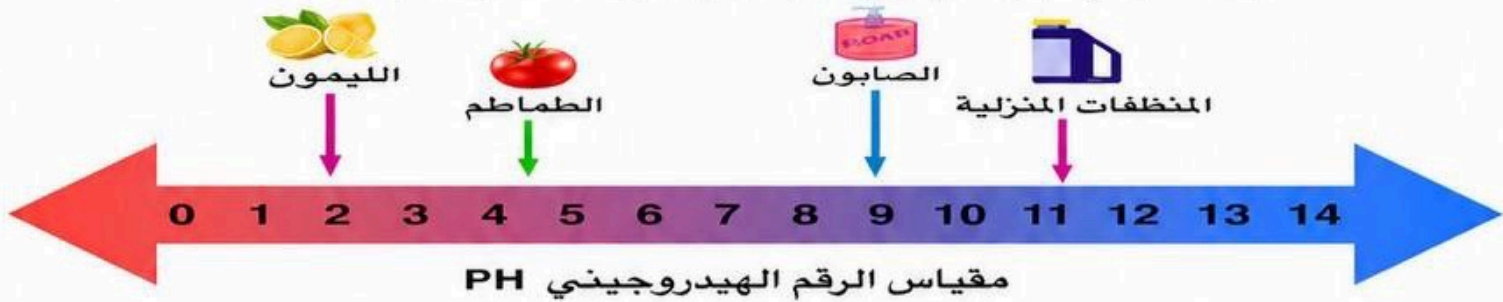 الليمون
الطماطم
الصابون
SOAP
المنظفات المنزلية
0 1 2 3 4 5 6 7 8 9 10 11 12 13 14
مقياس الرقم الهيدروجيني PH